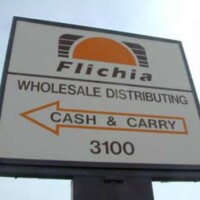 Flichia
WHOLESALE DISTRIBUTING
CASH & CARRY
3100